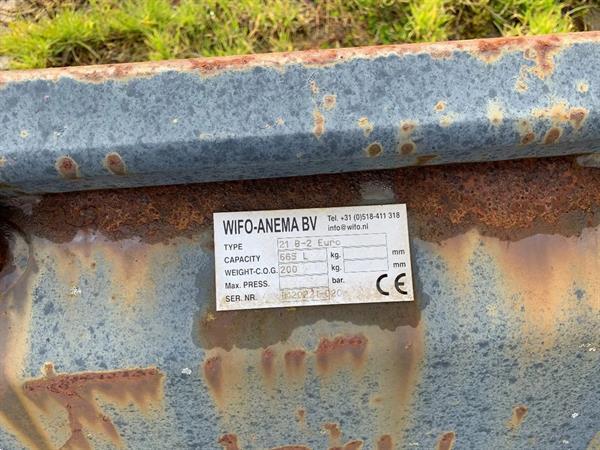 WIFO-ANEMA BV Tel. +31 (0)518-411 318
info@wifo.nl
TYPE 21 B-2 Euro
CAPACITY 665 L kg. mm
WEIGHT-C.O.G. 200 kg. mm
Max. PRESS. bar.
SER. NR CE